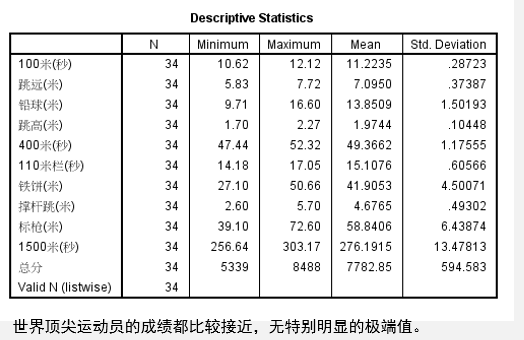 Descriptive Statistics
N Minimum Maximum Mean Std. Deviation
100米(秒) 34 10.62 12.12 11.2235 .28723
跳远(米) 34 5.83 7.72 7.0950 .37387
铅球(米) 34 9.71 16.60 13.8509 1.50193
跳高(米) 34 1.70 2.27 1.9744 .10448
400米(秒) 34 47.44 52.32 49.3662 1.17555
110米栏(秒) 34 14.18 17.05 15.1076 .60566
铁饼(米) 34 27.10 50.66 41.9053 4.50071
撑杆跳(米) 34 2.60 5.70 4.6765 .49302
标枪(米) 34 39.10 72.60 58.8406 6.43874
1500米(秒) 34 256.64 303.17 276.1915 13.47813
总分 34 5339 8488 7782.85 594.583
Valid N (listwise) 34
世界顶尖运动员的成绩都比较接近，无特别明显的极端值。